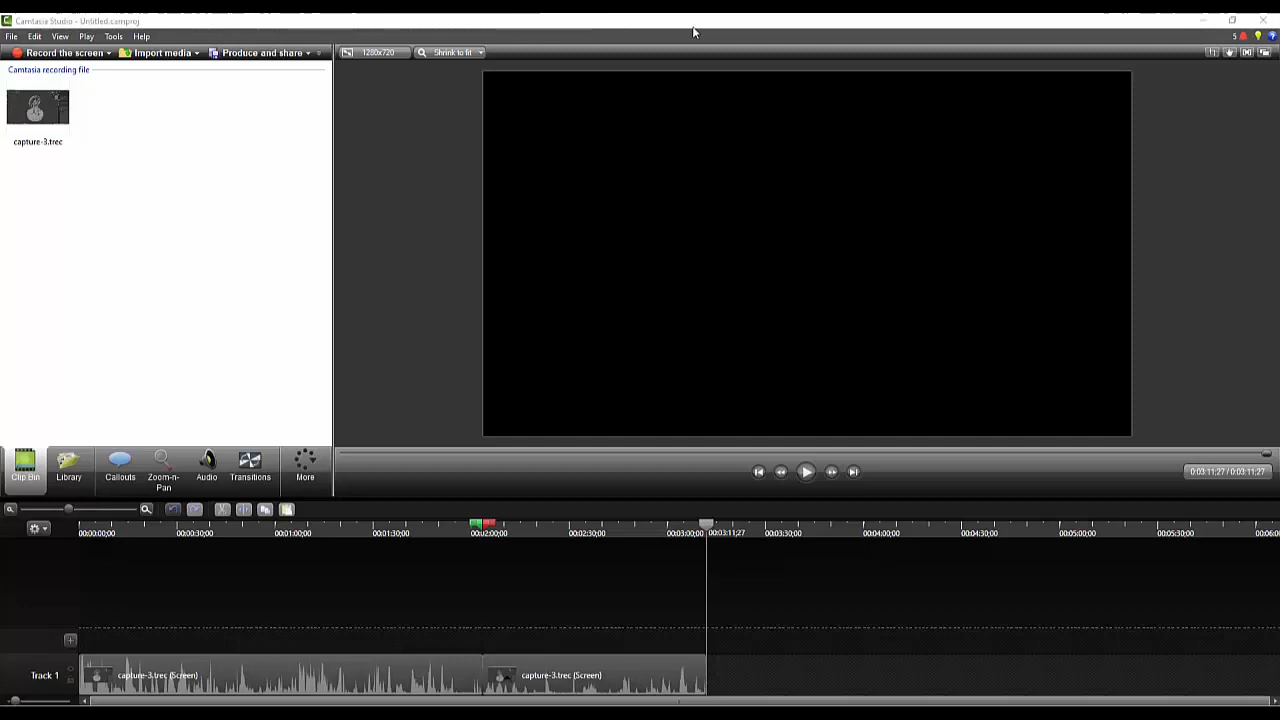 Camtasia Studio - Untitled.camproj
File Edit View Play Tools Help
5
Record the screen Import media Produce and share
1280x720 Shrink to fit
Camtasia recording file
capture-3.trec
Clip Bin Library Callouts Zoom-n-Pan Audio Transitions More
0:03:11;27 / 0:03:11;27
00:00:00;00 00:00:30;00 00:01:00;00 00:01:30;00 00:02:00;00 00:02:30;00 00:03:00;00 00:03:11;27 00:03:30;00 00:04:00;00 00:04:30;00 00:05:00;00 00:05:30;00 00:06:0
Track 1 capture-3.trec (Screen) capture-3.trec (Screen)